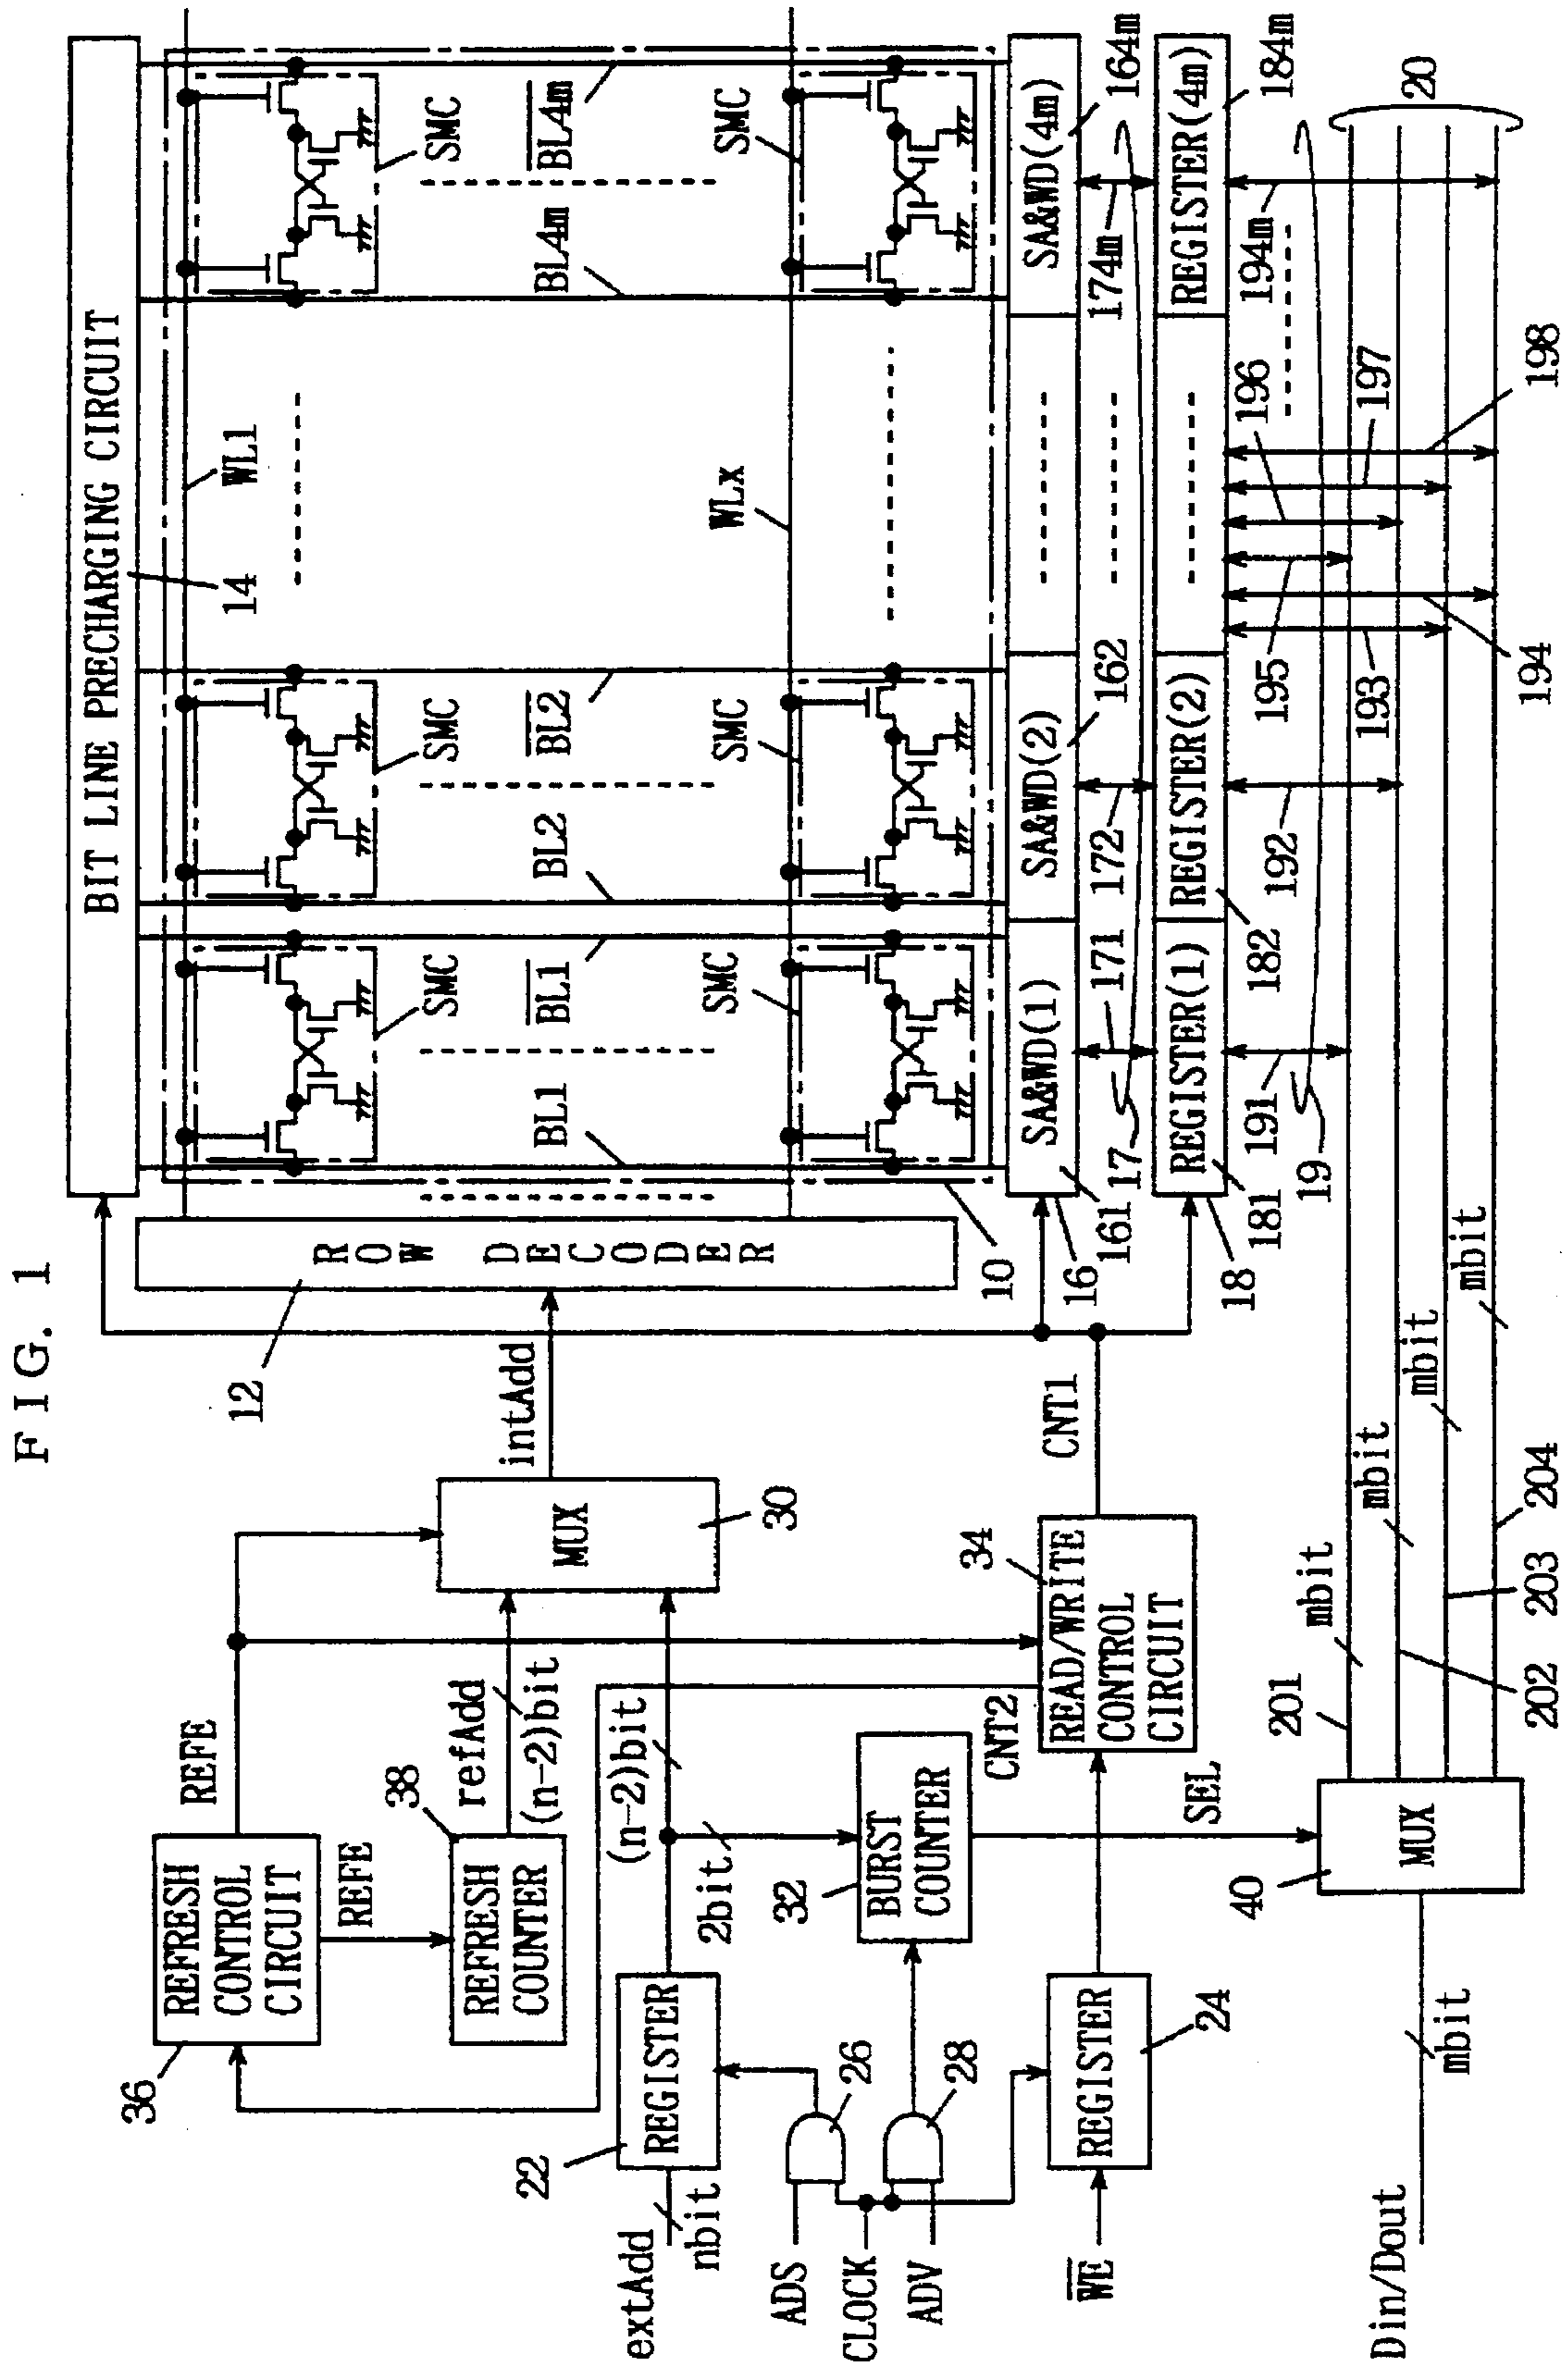 FIG. 1
BIT LINE PRECHARGING CIRCUIT
14
WL1
SMC
SMC
SMC
BL1
B̅L̅1̅
BL2
B̅L̅2̅
BL4m
B̅L̅4̅m̅
WLx
SMC
SMC
SMC
ROW DECODER
12
10
SA&WD(1)
SA&WD(2)
SA&WD(4m)
16
161
162
164m
17
171
172
174m
REGISTER(1)
REGISTER(2)
REGISTER(4m)
18
181
182
184m
19
191
192
193
194
195
196
197
198
194m
20
REFRESH CONTROL CIRCUIT
36
REFE
REFE
REFRESH COUNTER
38
refAdd
(n-2)bit
MUX
30
intAdd
extAdd
nbit
22
REGISTER
(n-2)bit
2bit
ADS
CLOCK
ADV
26
28
32
BURST COUNTER
CNT2
34
READ/WRITE CONTROL CIRCUIT
CNT1
W̅E̅
REGISTER
24
SEL
40
MUX
Din/Dout
mbit
201
202
203
204
mbit
mbit
mbit
mbit